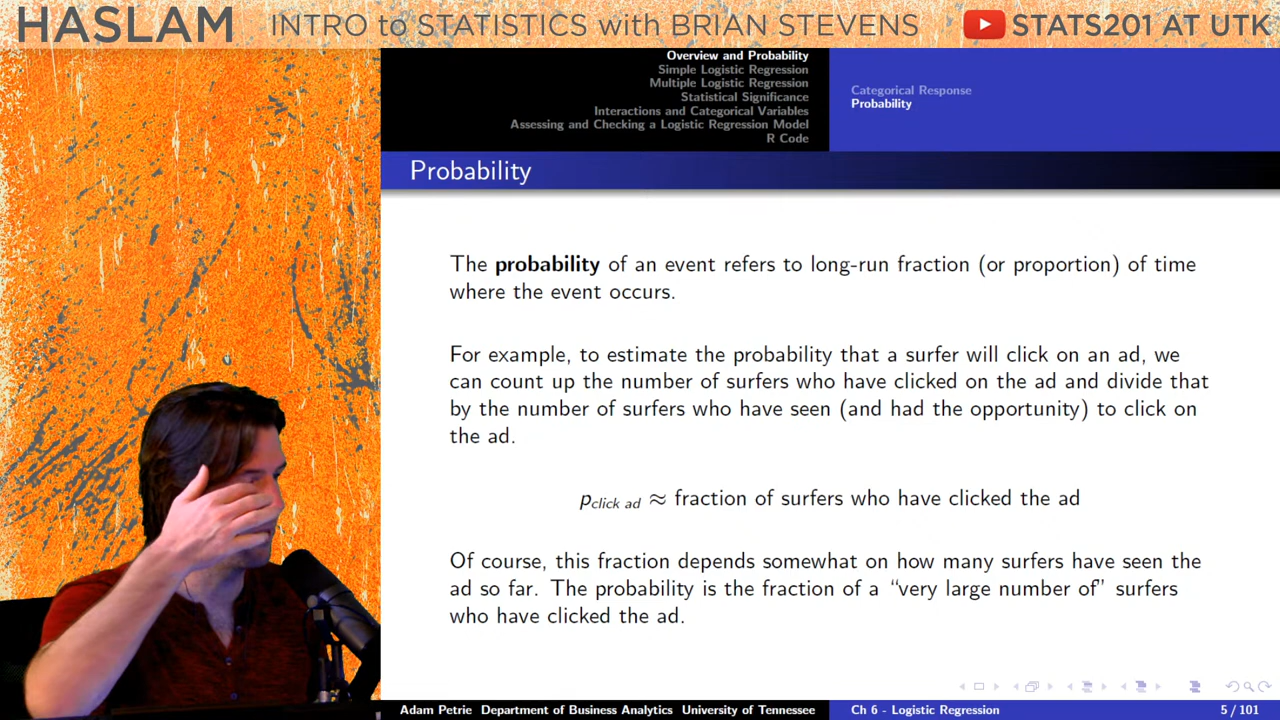 HASLAM INTRO to STATISTICS with BRIAN STEVENS STATS201 AT UTK
Overview and Probability
Simple Logistic Regression
Multiple Logistic Regression
Statistical Significance
Interactions and Categorical Variables
Assessing and Checking a Logistic Regression Model
R Code
Categorical Response
Probability
Probability
The probability of an event refers to long-run fraction (or proportion) of time
where the event occurs.
For example, to estimate the probability that a surfer will click on an ad, we
can count up the number of surfers who have clicked on the ad and divide that
by the number of surfers who have seen (and had the opportunity) to click on
the ad.
p_click ad ≈ fraction of surfers who have clicked the ad
Of course, this fraction depends somewhat on how many surfers have seen the
ad so far. The probability is the fraction of a “very large number of” surfers
who have clicked the ad.
Adam Petrie Department of Business Analytics University of Tennessee Ch 6 - Logistic Regression 5 / 101